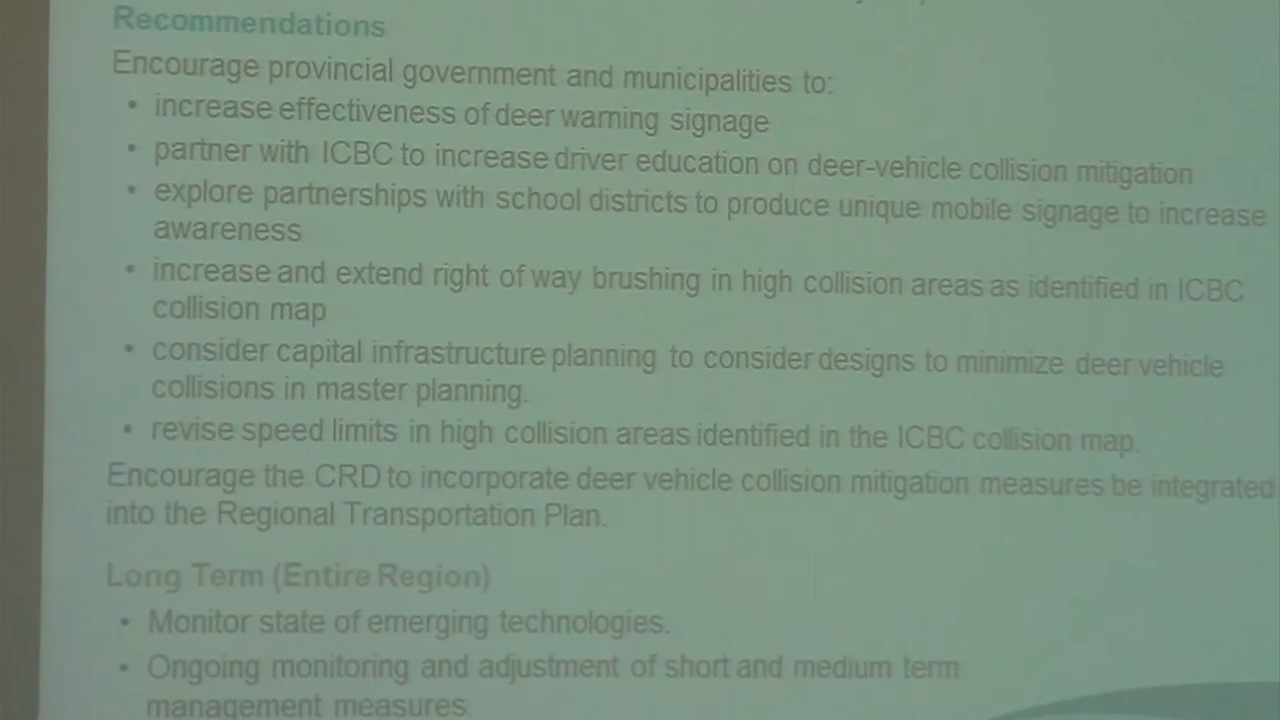 Recommendations
Encourage provincial government and municipalities to:
• increase effectiveness of deer warning signage
• partner with ICBC to increase driver education on deer-vehicle collision mitigation
• explore partnerships with school districts to produce unique mobile signage to increase
awareness
• increase and extend right of way brushing in high collision areas as identified in ICBC
collision map
• consider capital infrastructure planning to consider designs to minimize deer vehicle
collisions in master planning.
• revise speed limits in high collision areas identified in the ICBC collision map.
Encourage the CRD to incorporate deer vehicle collision mitigation measures be integrated
into the Regional Transportation Plan.
Long Term (Entire Region)
• Monitor state of emerging technologies.
• Ongoing monitoring and adjustment of short and medium term
management measures.